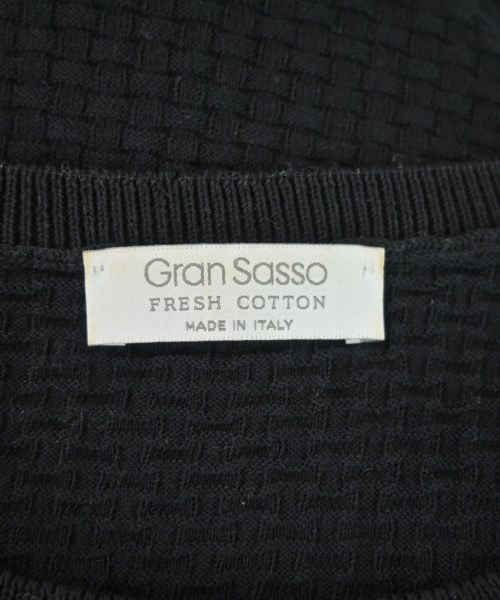 Gran Sasso
FRESH COTTON
MADE IN ITALY